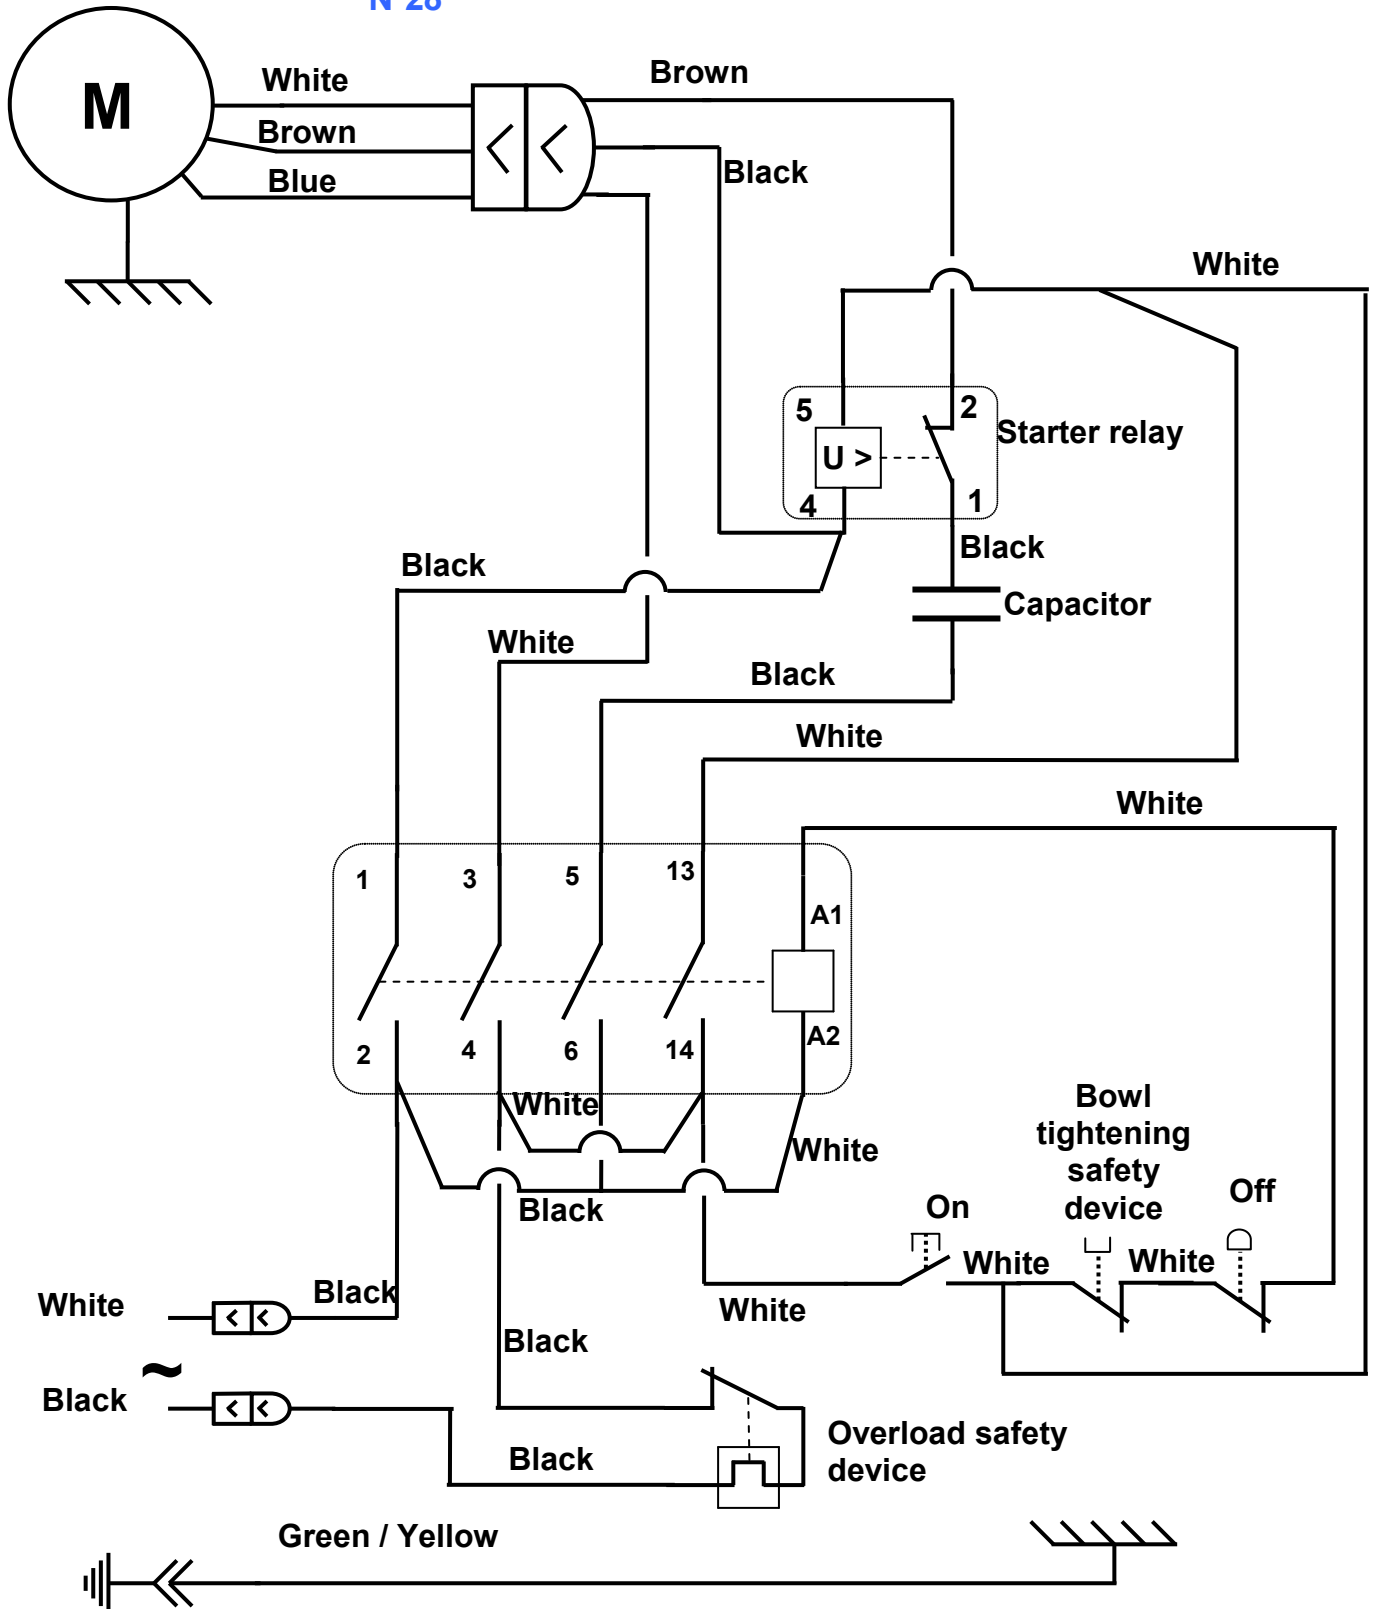 N°28
White
Brown
M
Brown
Black
Blue
White
5
2
Starter relay
U >
4
1
Black
Black
Capacitor
White
Black
White
White
1
3
5
13
A1
A2
2
4
6
14
White
White
Bowl
tightening
safety
device
Off
On
Black
White
White
Black
White
White
Black
~
Black
Overload safety
device
Black
Green / Yellow